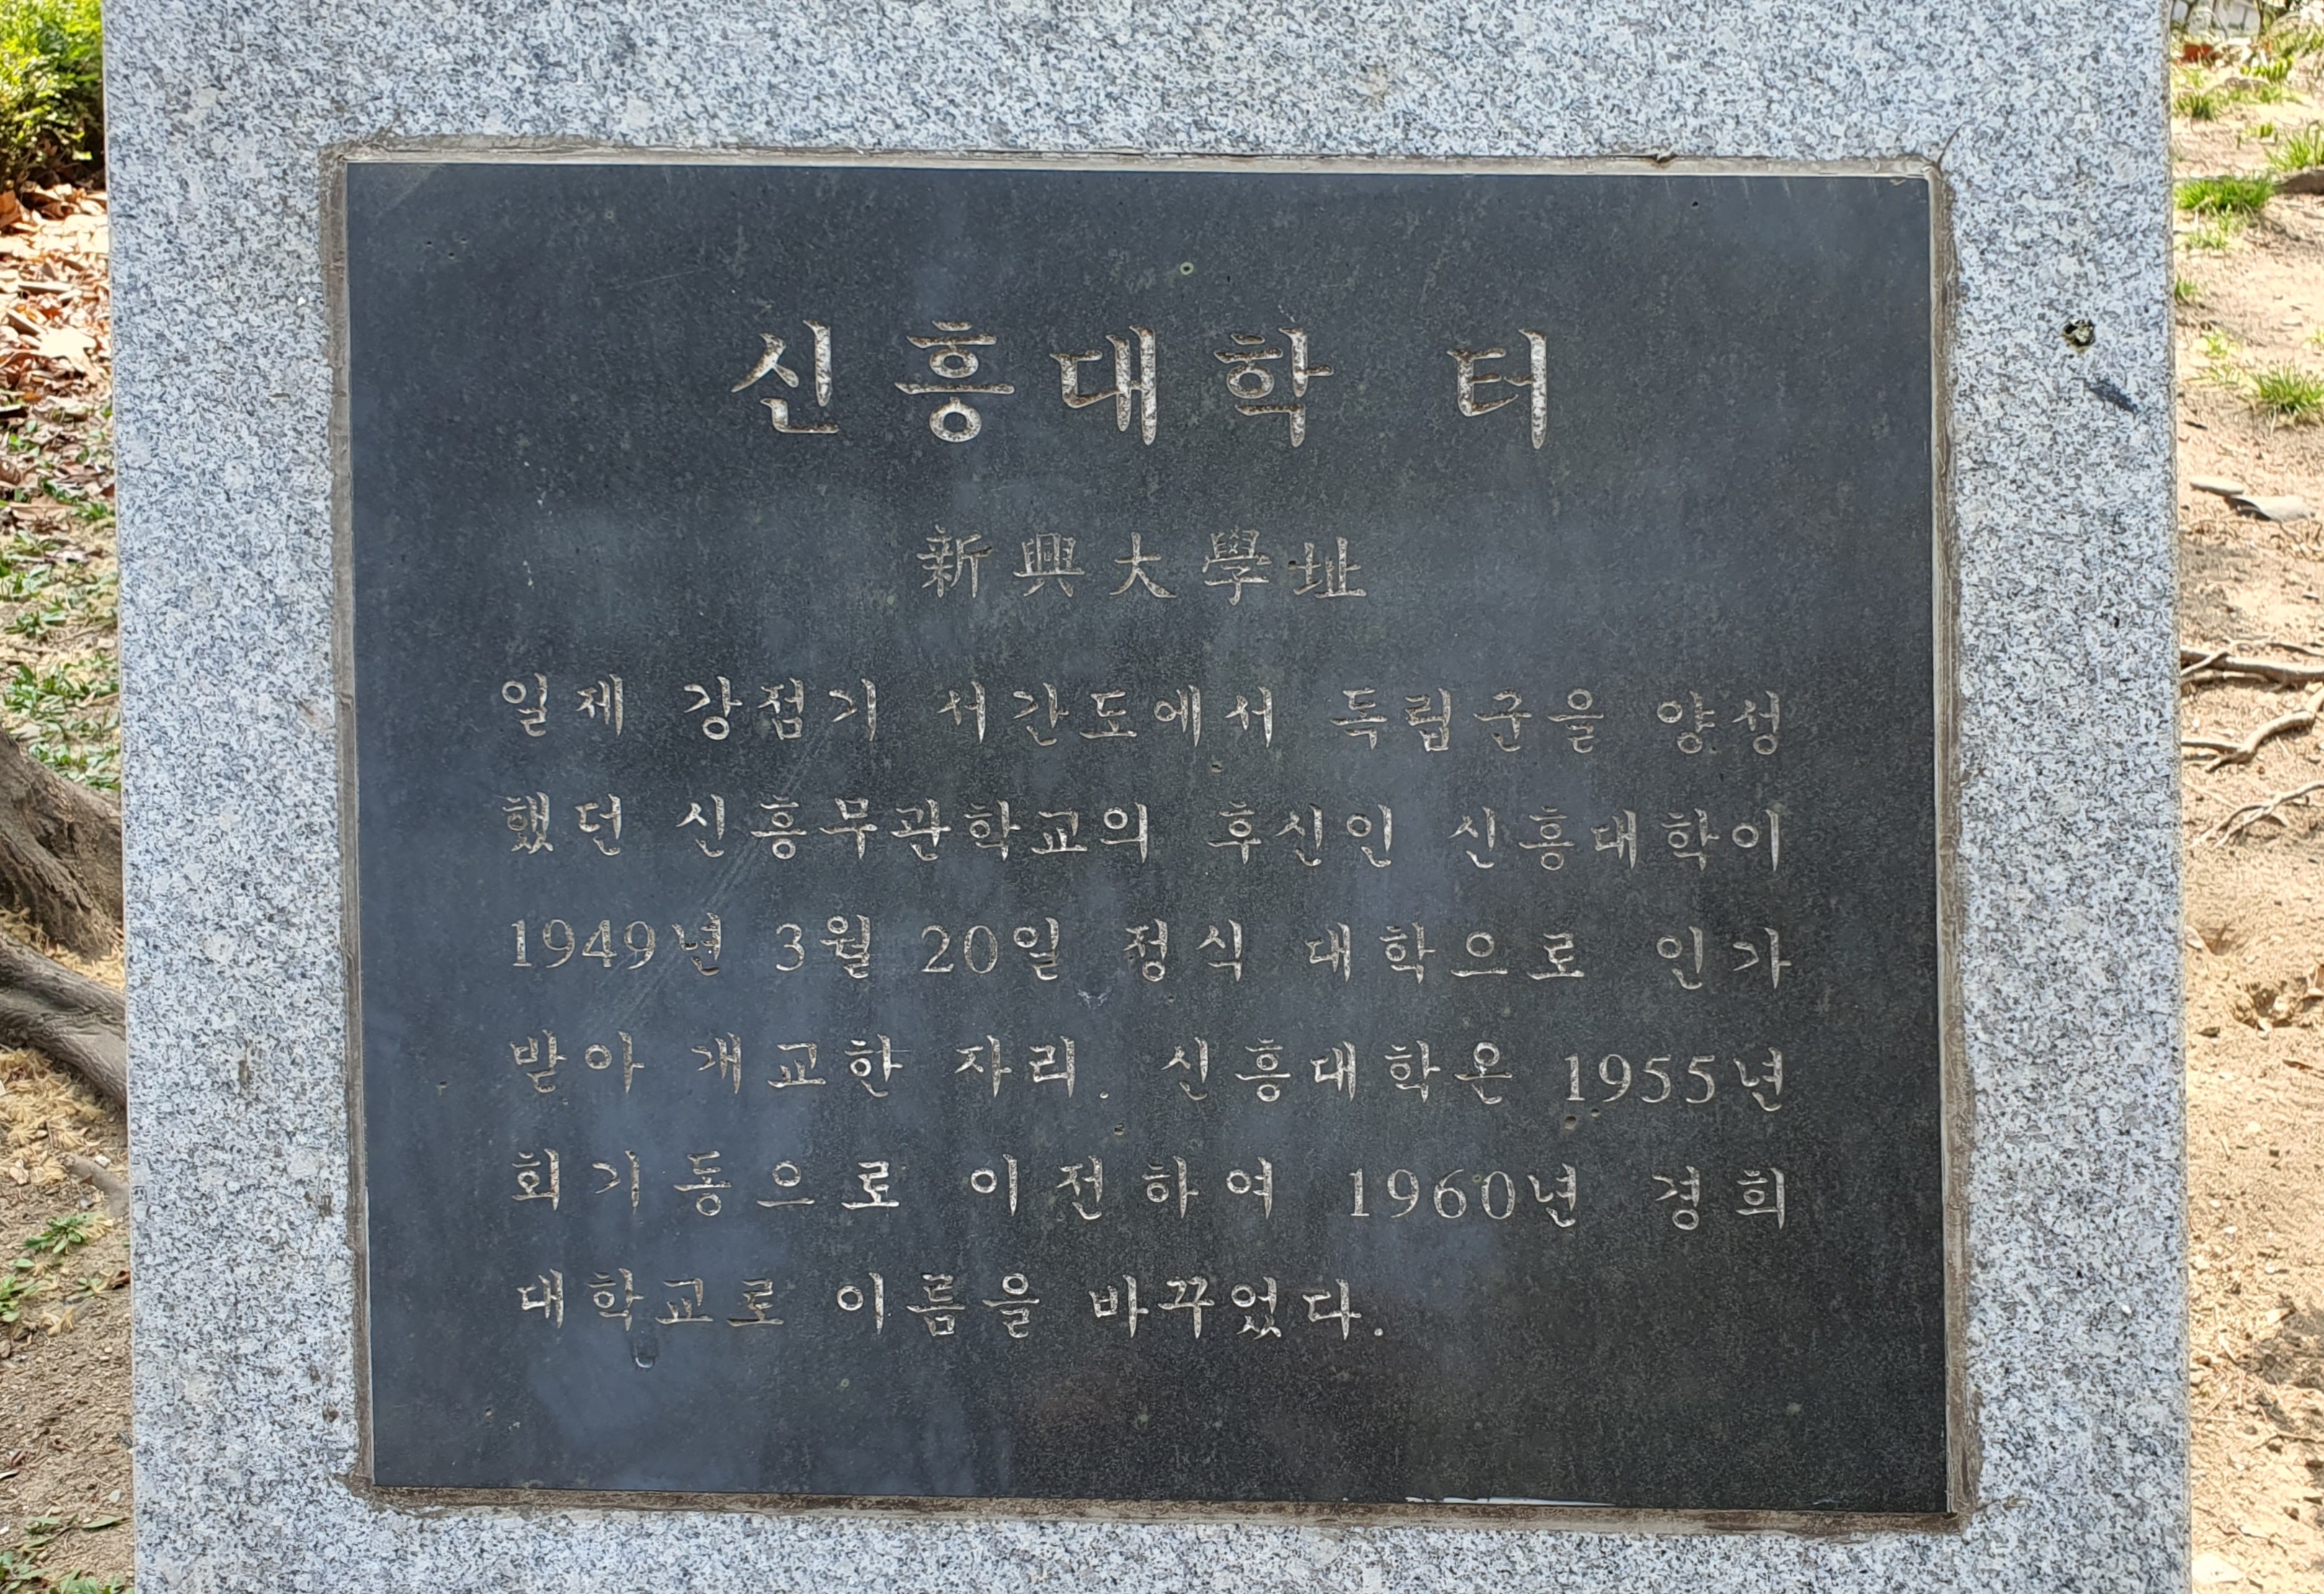 신흥대학 터
新興大學址
일제 강점기 서간도에서 독립군을 양성
했던 신흥무관학교의 후신인 신흥대학이
1949년 3월 20일 정식 대학으로 인가
받아 개교한 자리. 신흥대학은 1955년
회기동으로 이전하여 1960년 경희
대학교로 이름을 바꾸었다.